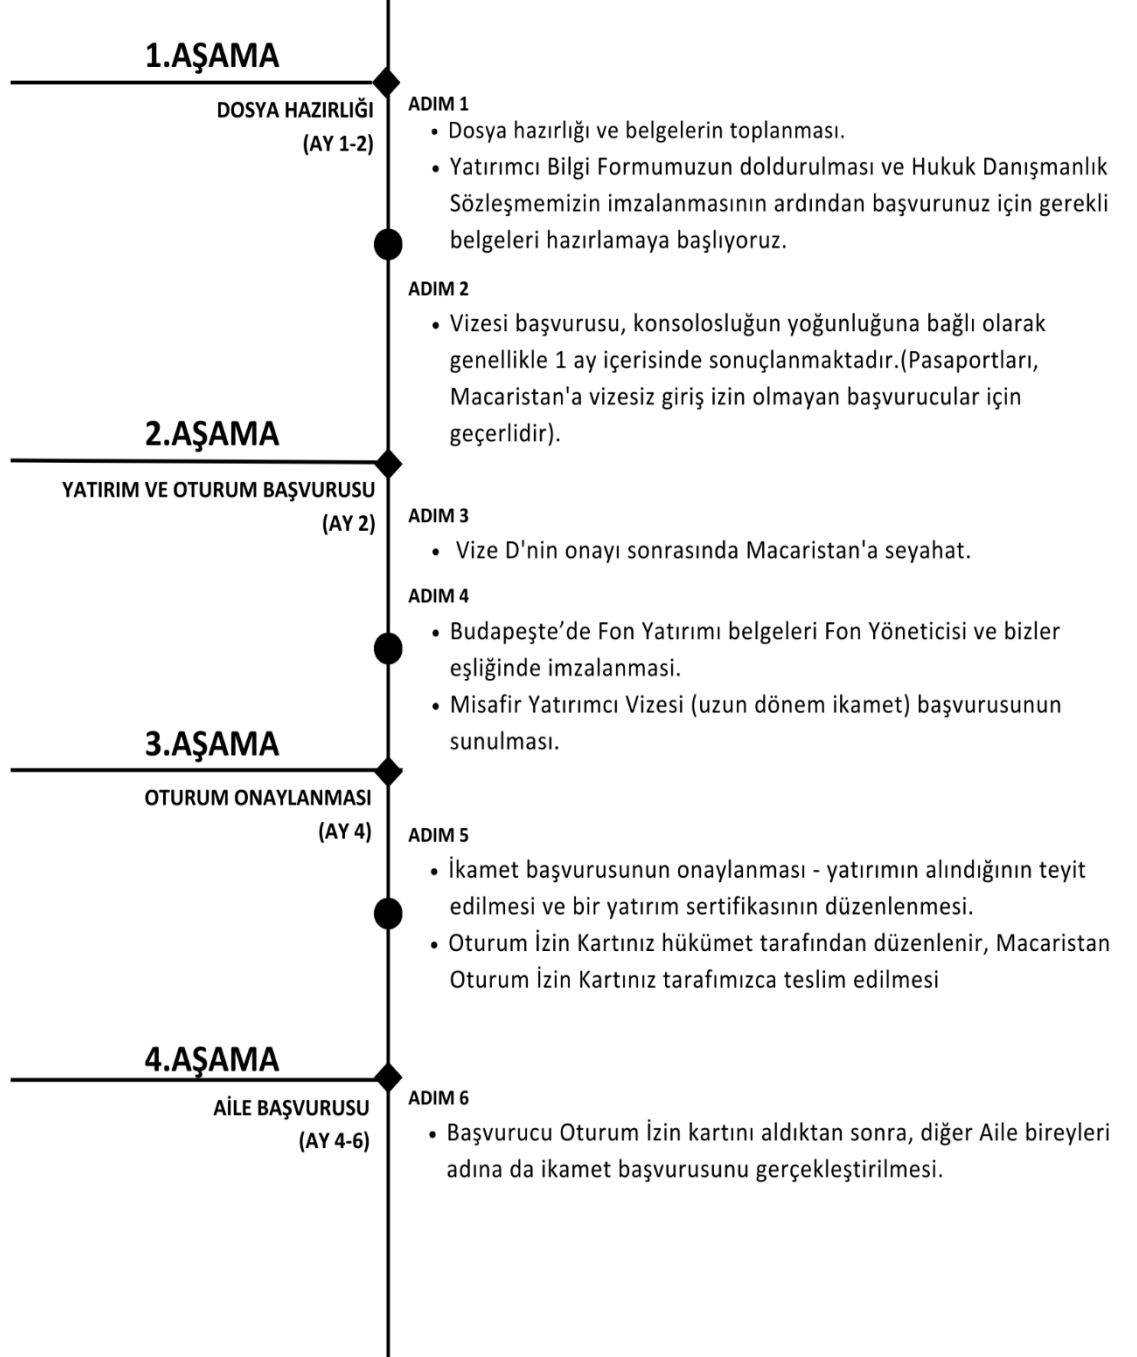 1.AŞAMA
DOSYA HAZIRLIĞI
(AY 1-2)
ADIM 1
• Dosya hazırlığı ve belgelerin toplanması.
• Yatırımcı Bilgi Formumuzun doldurulması ve Hukuk Danışmanlık
Sözleşmemizin imzalanmasının ardından başvurunuz için gerekli
belgeleri hazırlamaya başlıyoruz.
ADIM 2
• Vizesi başvurusu, konsolosluğun yoğunluğuna bağlı olarak
genellikle 1 ay içerisinde sonuçlanmaktadır.(Pasaportları,
Macaristan'a vizesiz giriş izin olmayan başvurucular için
geçerlidir).
2.AŞAMA
YATIRIM VE OTURUM BAŞVURUSU
(AY 2)
ADIM 3
• Vize D'nin onayı sonrasında Macaristan'a seyahat.
ADIM 4
• Budapeşte’de Fon Yatırımı belgeleri Fon Yöneticisi ve bizler
eşliğinde imzalanmasi.
• Misafir Yatırımcı Vizesi (uzun dönem ikamet) başvurusunun
sunulması.
3.AŞAMA
OTURUM ONAYLANMASI
(AY 4)
ADIM 5
• İkamet başvurusunun onaylanması - yatırımın alındığının teyit
edilmesi ve bir yatırım sertifikasının düzenlenmesi.
• Oturum İzin Kartınız hükümet tarafından düzenlenir, Macaristan
Oturum İzin Kartınız tarafımızca teslim edilmesi
4.AŞAMA
AİLE BAŞVURUSU
(AY 4-6)
ADIM 6
• Başvurucu Oturum İzin kartını aldıktan sonra, diğer Aile bireyleri
adına da ikamet başvurusunu gerçekleştirilmesi.